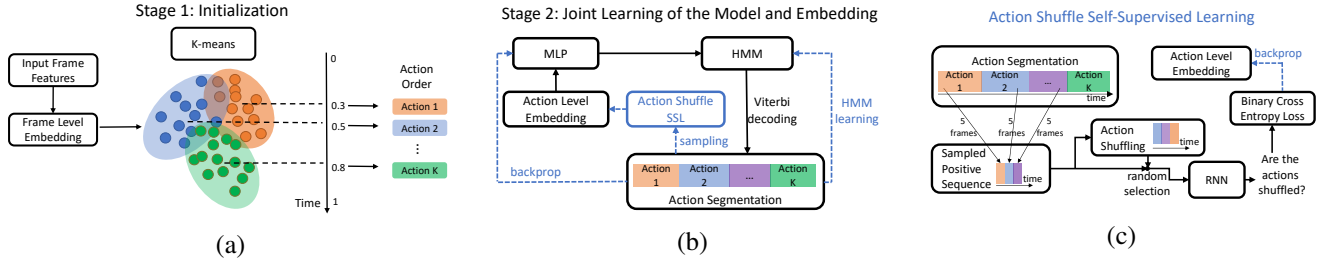 Stage 1: Initialization
K-means
Input Frame
Features
Frame Level
Embedding
0
0.3
0.5
0.8
1
Time
Action
Order
Action 1
Action 2
⋮
Action K
(a)
Stage 2: Joint Learning of the Model and Embedding
MLP
HMM
Action Level
Embedding
Action Shuffle
SSL
Viterbi
decoding
HMM
learning
sampling
backprop
Action
1
Action
2
...
Action
K
Action Segmentation
(b)
Action Shuffle Self-Supervised Learning
Action Segmentation
Action
1
Action
2
...
Action
K
time
5
frames
5
frames
5
frames
Sampled
Positive
Sequence
time
Action
Shuffling
time
random
selection
RNN
Are the
actions
shuffled?
Binary Cross
Entropy Loss
backprop
Action Level
Embedding
(c)